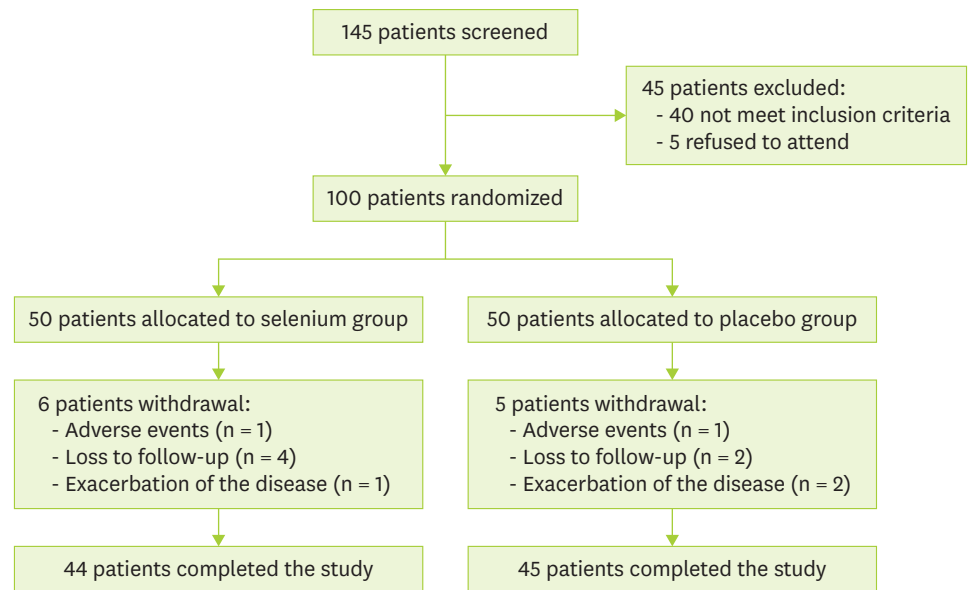 145 patients screened
45 patients excluded:
- 40 not meet inclusion criteria
- 5 refused to attend
100 patients randomized
50 patients allocated to selenium group
50 patients allocated to placebo group
6 patients withdrawal:
- Adverse events (n = 1)
- Loss to follow-up (n = 4)
- Exacerbation of the disease (n = 1)
5 patients withdrawal:
- Adverse events (n = 1)
- Loss to follow-up (n = 2)
- Exacerbation of the disease (n = 2)
44 patients completed the study
45 patients completed the study